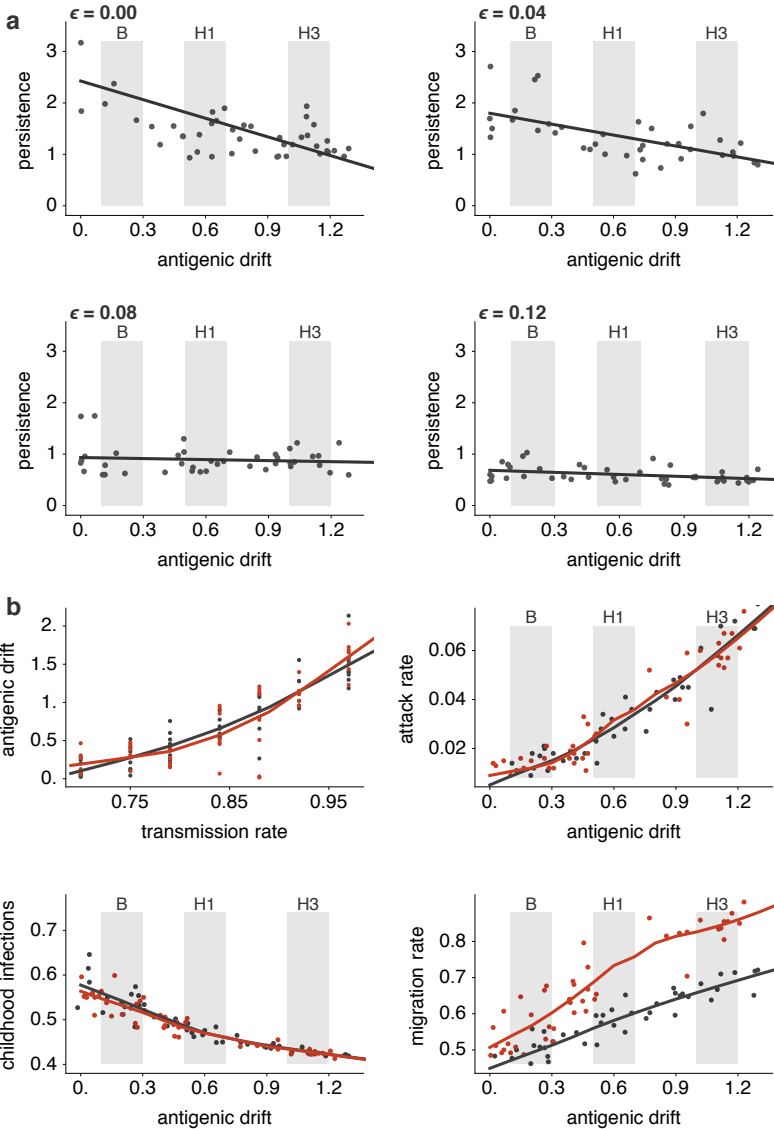 a
ϵ = 0.00
B H1 H3
3
2
1
0
persistence
0. 0.3 0.6 0.9 1.2
antigenic drift
ϵ = 0.04
B H1 H3
3
2
1
0
persistence
0. 0.3 0.6 0.9 1.2
antigenic drift
ϵ = 0.08
B H1 H3
3
2
1
0
persistence
0. 0.3 0.6 0.9 1.2
antigenic drift
ϵ = 0.12
B H1 H3
3
2
1
0
persistence
0. 0.3 0.6 0.9 1.2
antigenic drift
b
2.
1.5
1.0
0.5
0.
antigenic drift
0.75 0.85 0.95
transmission rate
B H1 H3
0.06
0.04
0.02
attack rate
0. 0.3 0.6 0.9 1.2
antigenic drift
B H1 H3
0.7
0.6
0.5
0.4
childhood infections
0. 0.3 0.6 0.9 1.2
antigenic drift
B H1 H3
0.8
0.7
0.6
0.5
migration rate
0. 0.3 0.6 0.9 1.2
antigenic drift